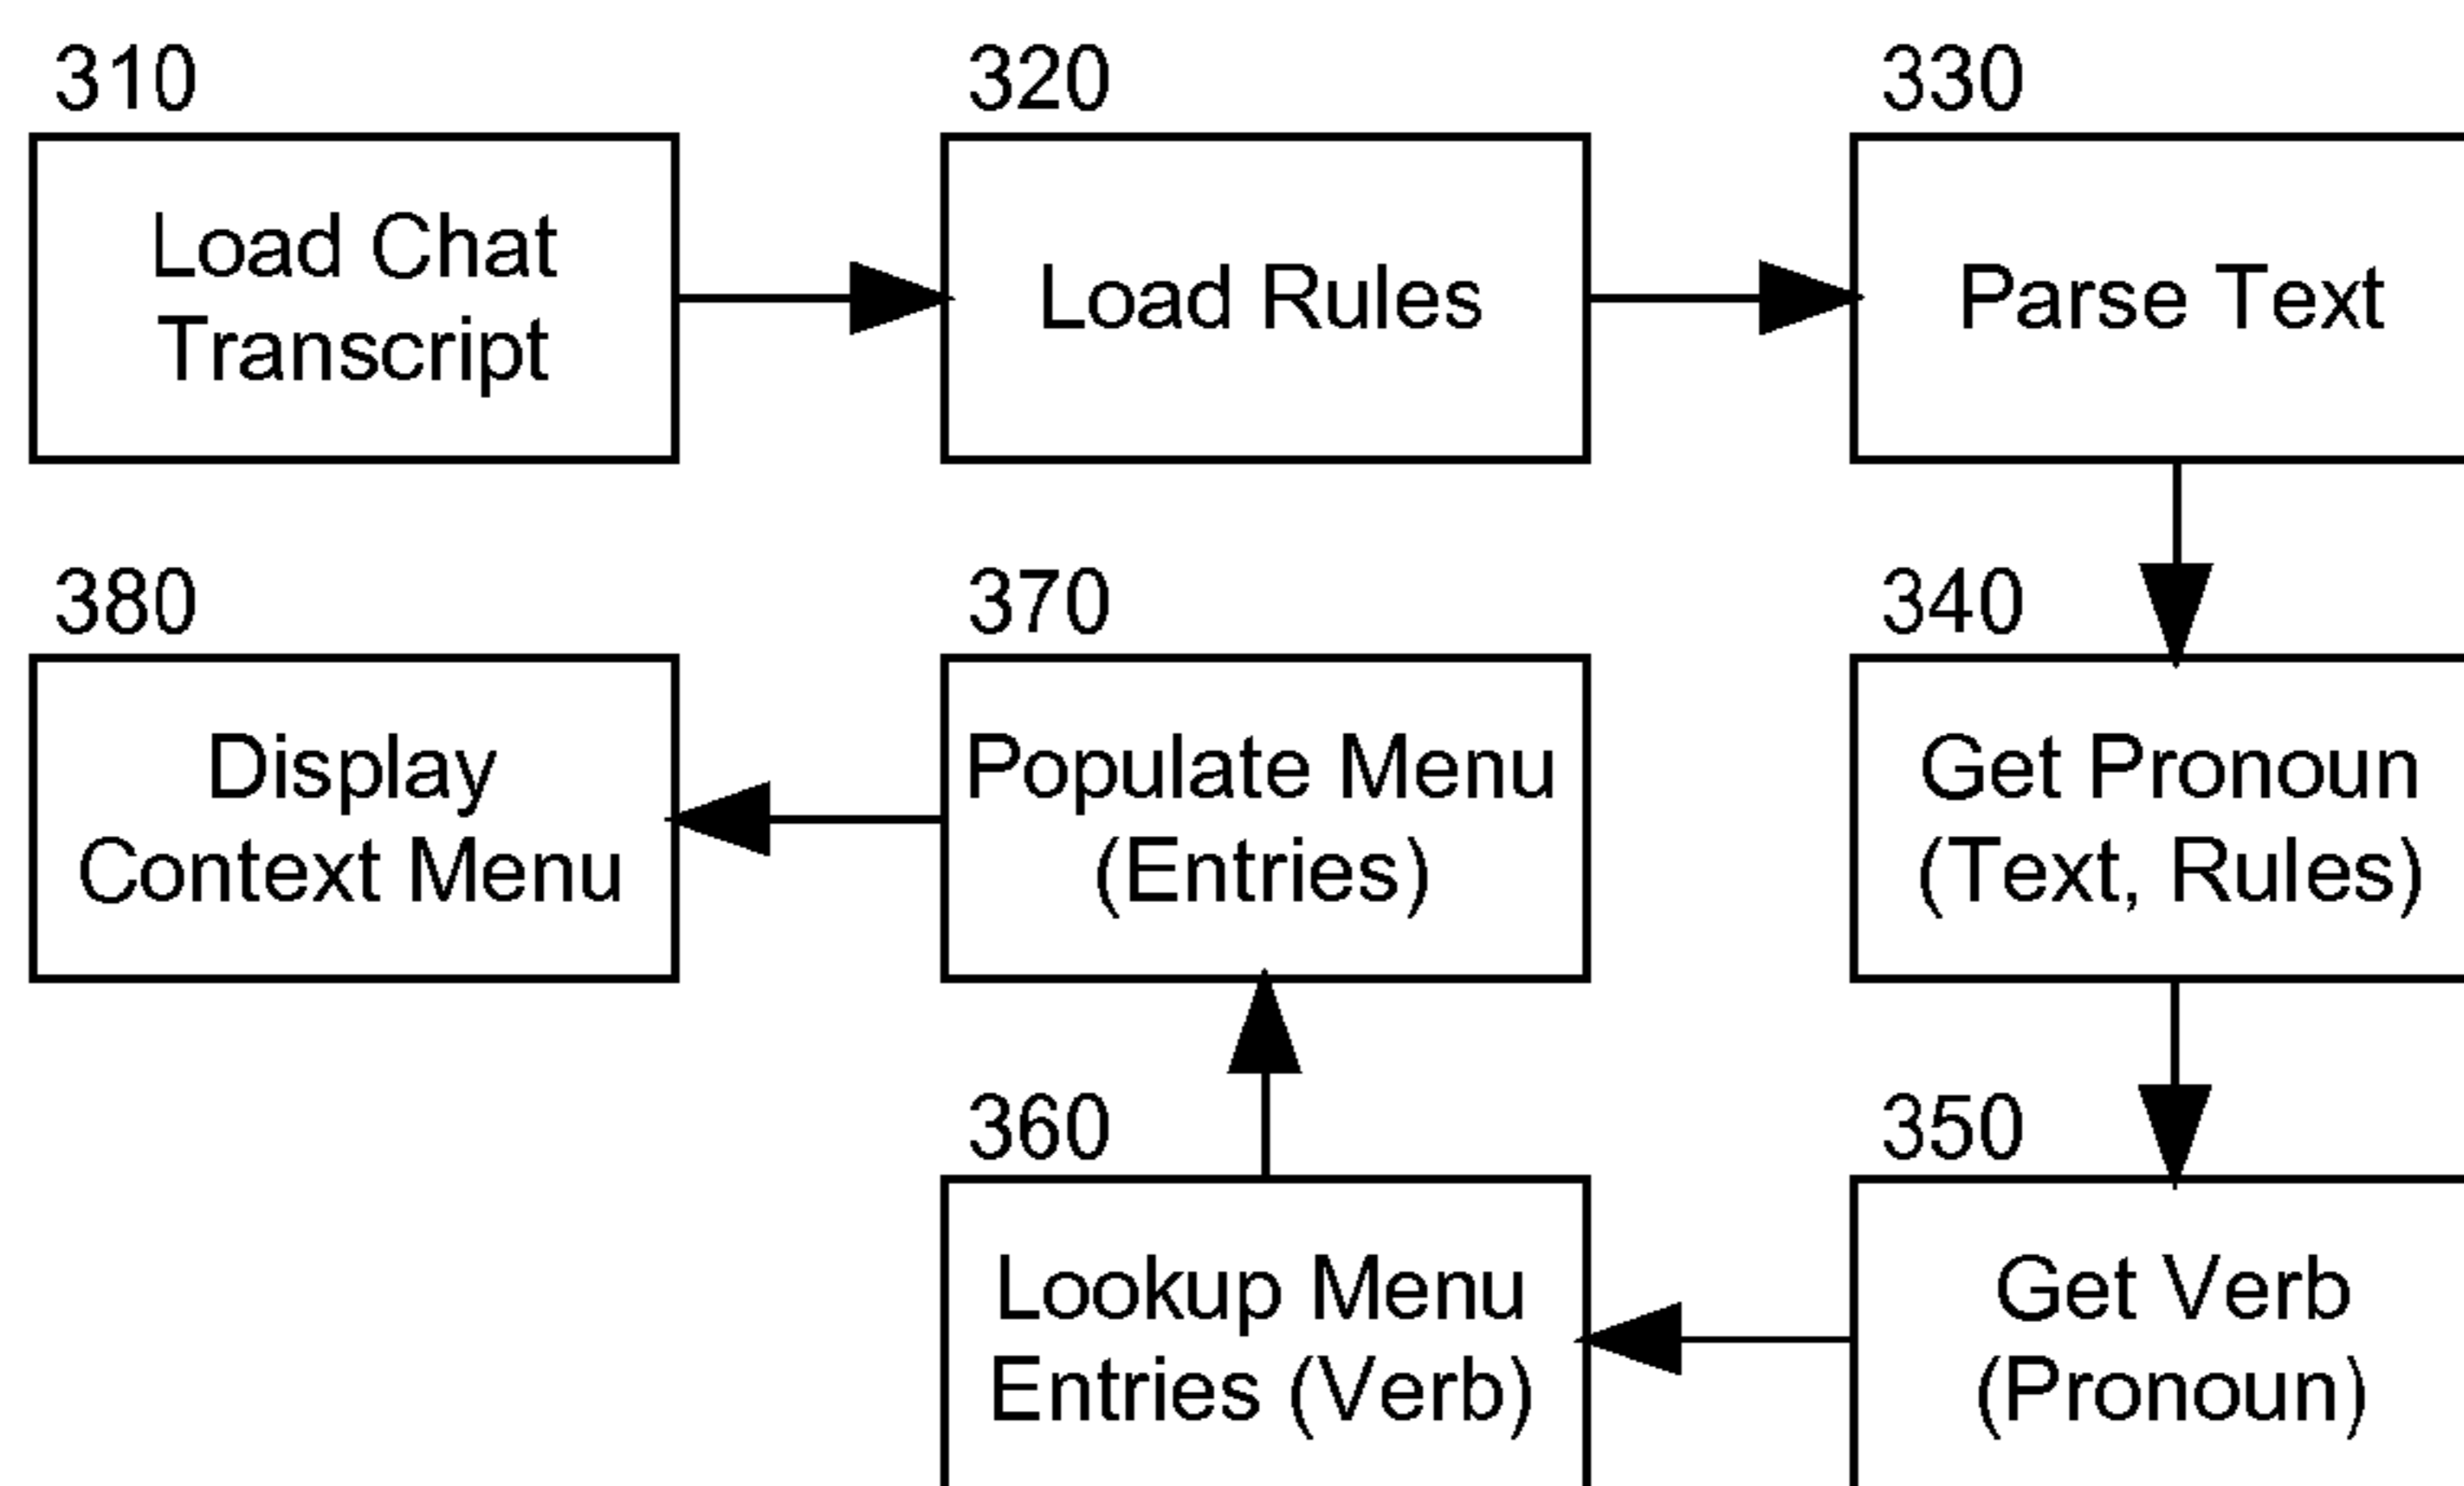 310
Load Chat
Transcript
320
Load Rules
330
Parse Text
340
Get Pronoun
(Text, Rules)
350
Get Verb
(Pronoun)
360
Lookup Menu
Entries (Verb)
370
Populate Menu
(Entries)
380
Display
Context Menu